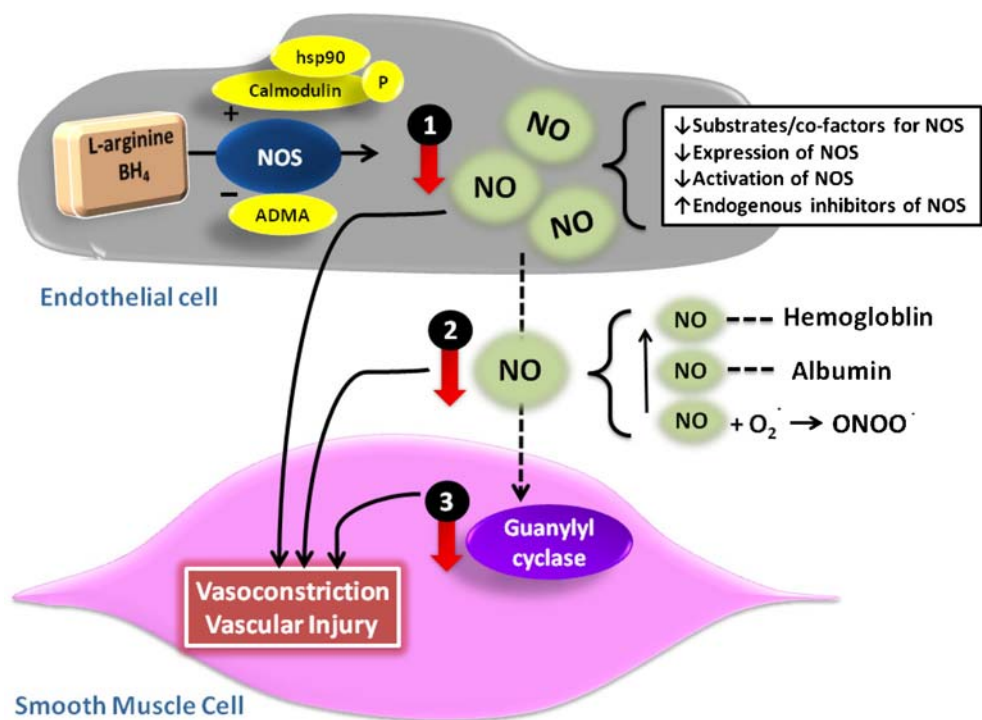 hsp90
P
Calmodulin
+
L-arginine
BH4
NOS
−
ADMA
1
NO
NO
NO
↓Substrates/co-factors for NOS
↓Expression of NOS
↓Activation of NOS
↑Endogenous inhibitors of NOS
Endothelial cell
2
NO
NO --- Hemogloblin
NO --- Albumin
NO + O2˙ → ONOO˙
3
Guanylyl
cyclase
Vasoconstriction
Vascular Injury
Smooth Muscle Cell